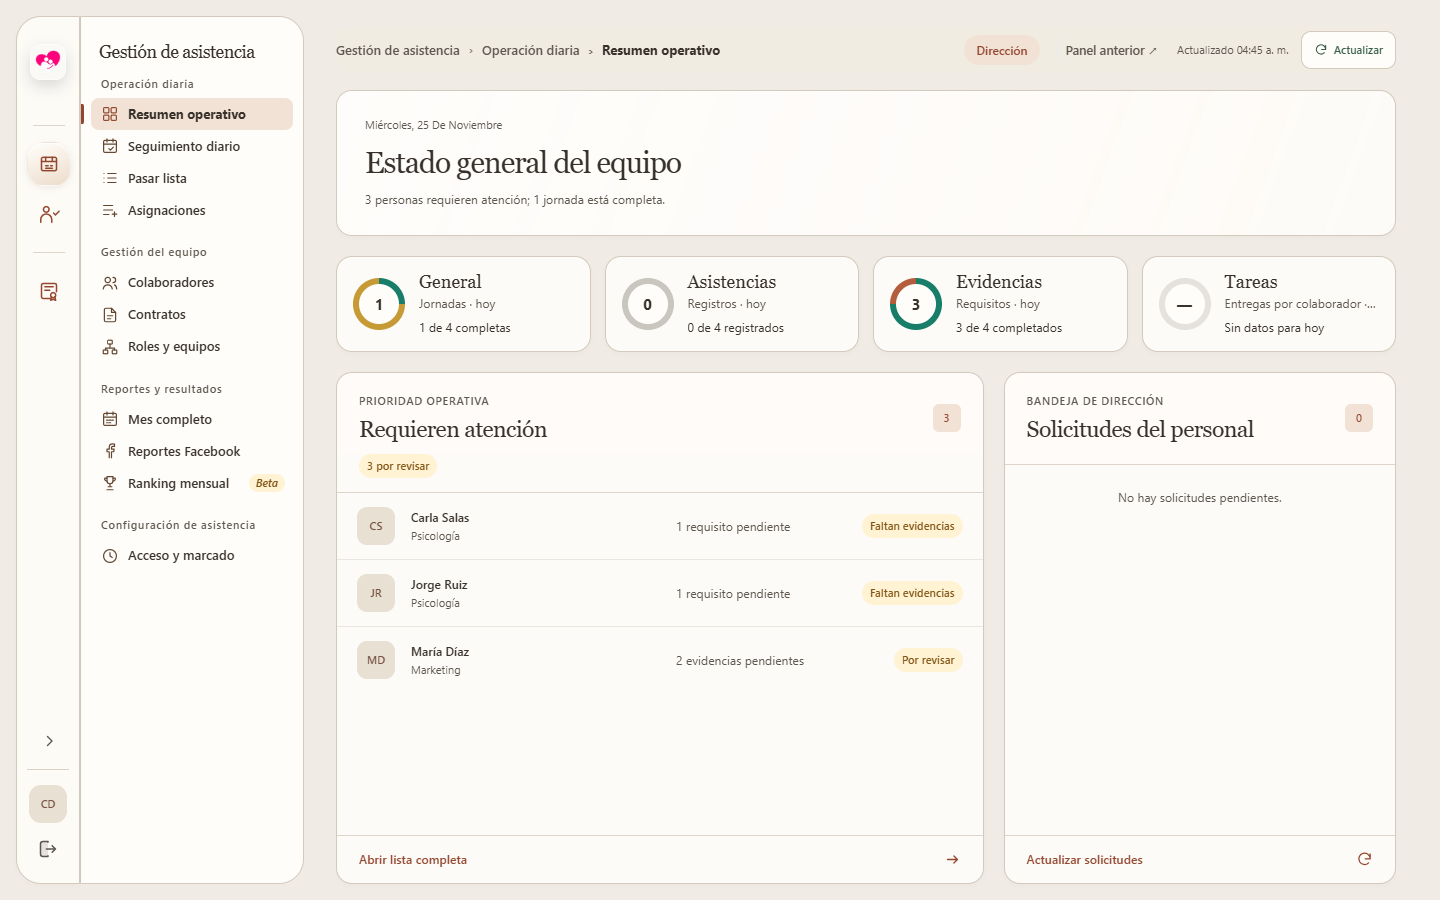 Gestión de asistencia
Operación diaria
Resumen operativo
Seguimiento diario
Pasar lista
Asignaciones
Gestión del equipo
Colaboradores
Contratos
Roles y equipos
Reportes y resultados
Mes completo
Reportes Facebook
Ranking mensual Beta
Configuración de asistencia
Acceso y marcado
CD
Gestión de asistencia › Operación diaria › Resumen operativo
Dirección
Panel anterior ↗
Actualizado 04:45 a. m.
Actualizar
Miércoles, 25 De Noviembre
Estado general del equipo
3 personas requieren atención; 1 jornada está completa.
1
General
Jornadas · hoy
1 de 4 completas
0
Asistencias
Registros · hoy
0 de 4 registrados
3
Evidencias
Requisitos · hoy
3 de 4 completados
—
Tareas
Entregas por colaborador ·...
Sin datos para hoy
PRIORIDAD OPERATIVA
Requieren atención
3
3 por revisar
CS
Carla Salas
Psicología
1 requisito pendiente
Faltan evidencias
JR
Jorge Ruiz
Psicología
1 requisito pendiente
Faltan evidencias
MD
María Díaz
Marketing
2 evidencias pendientes
Por revisar
Abrir lista completa
BANDEJA DE DIRECCIÓN
Solicitudes del personal
0
No hay solicitudes pendientes.
Actualizar solicitudes